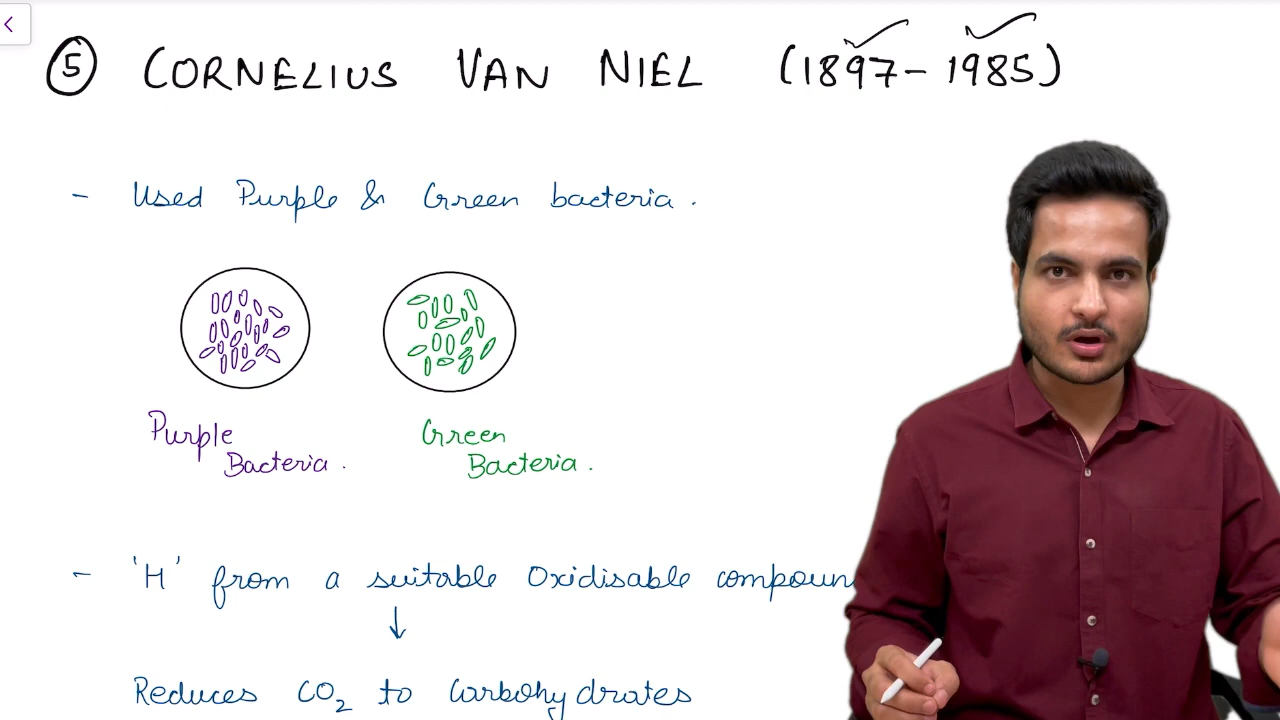 5 CORNELIUS VAN NIEL (1897-1985)
- Used Purple & Green bacteria.
Purple Bacteria.
Green Bacteria.
- 'H' from a suitable Oxidisable compoun
↓
Reduces CO₂ to Carbohydrates